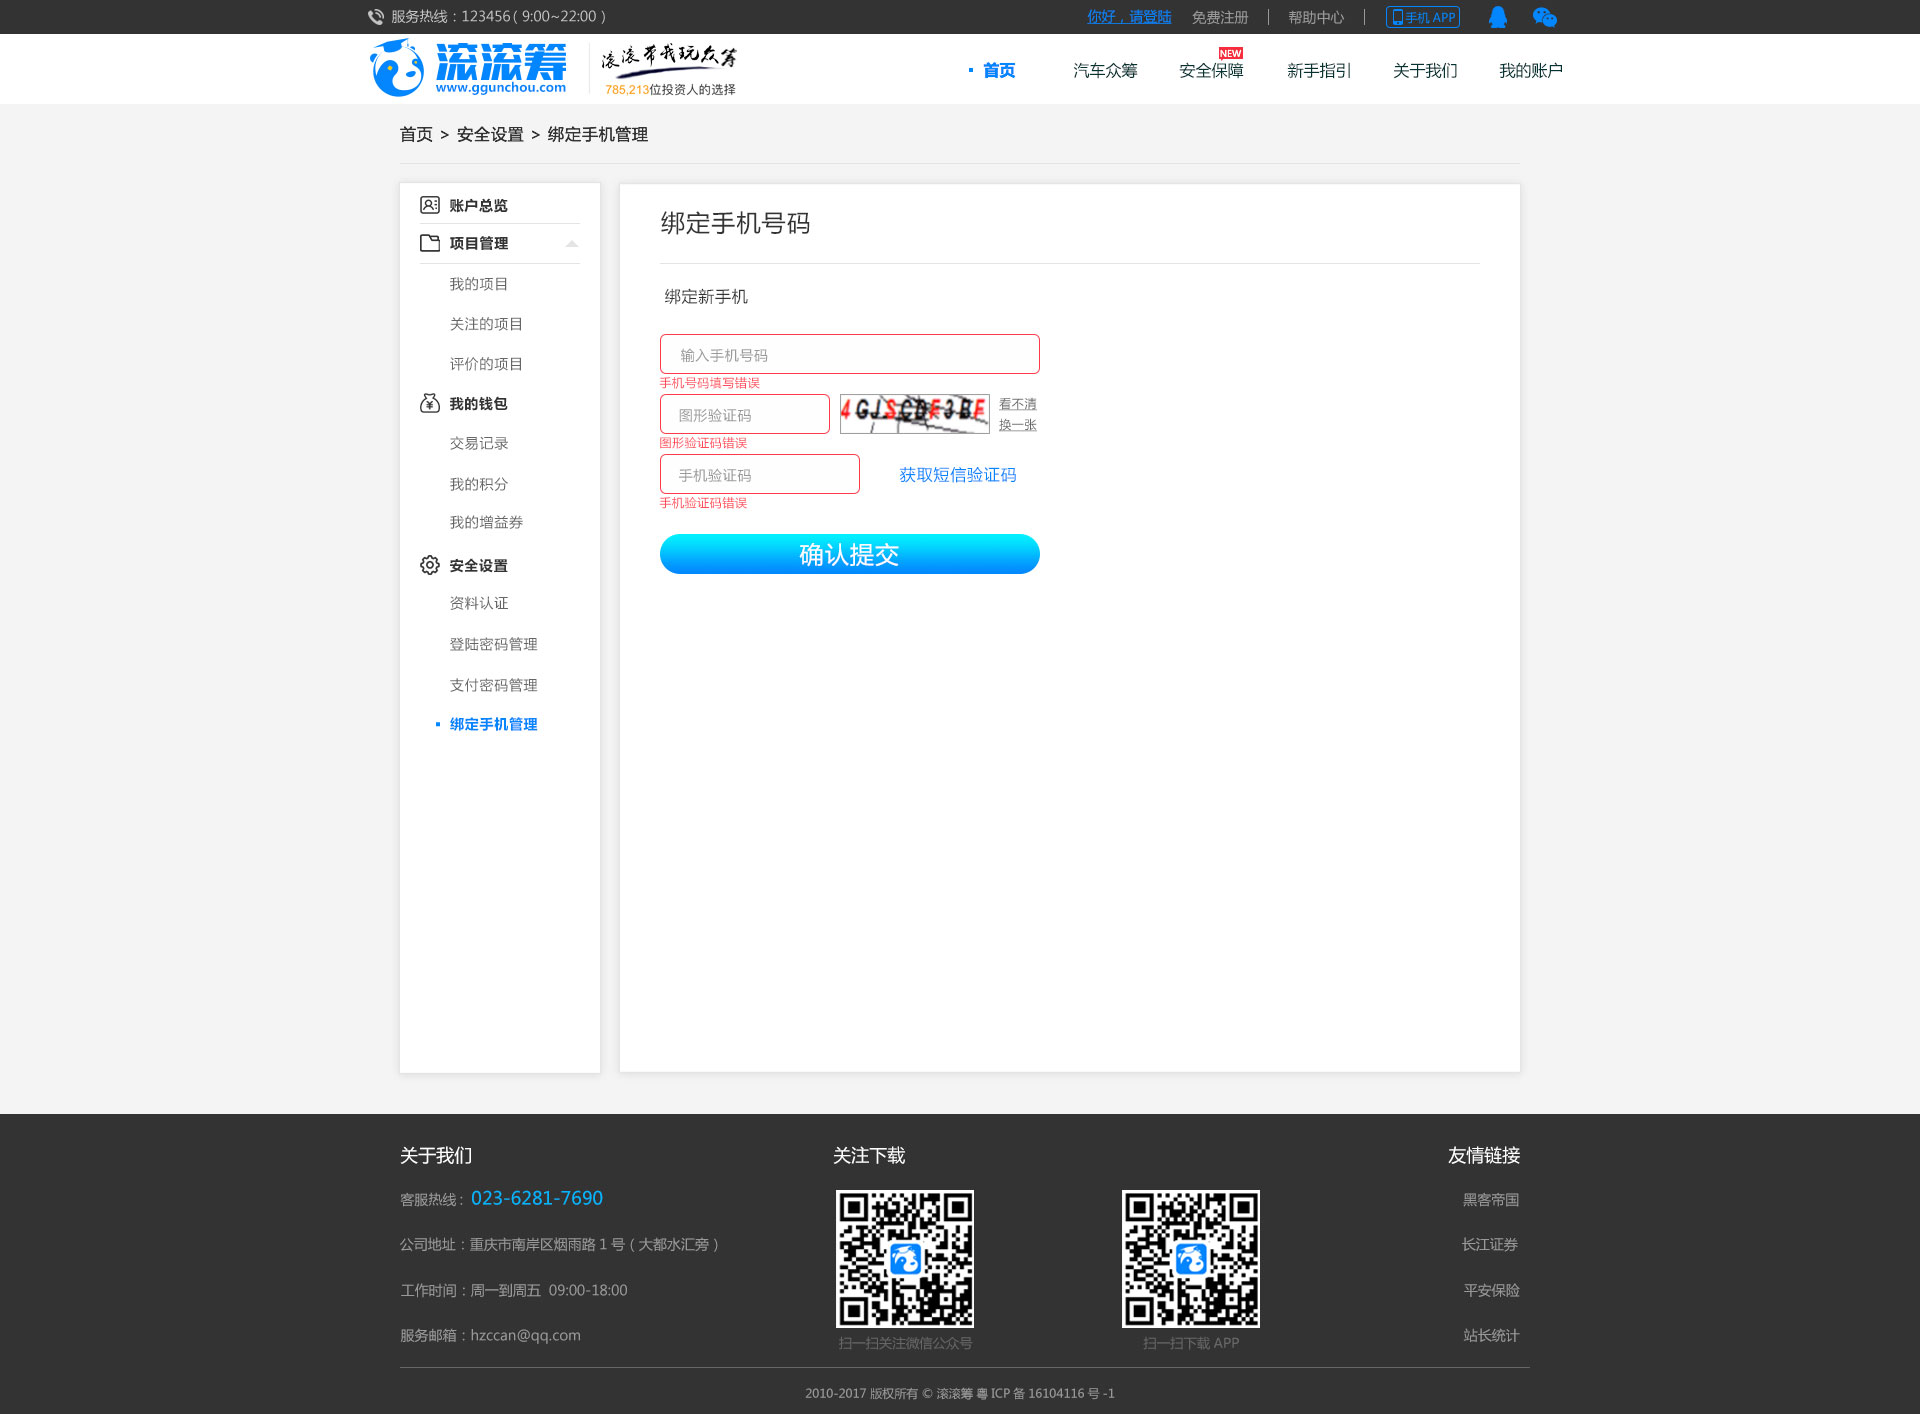 服务热线：123456（ 9:00~22:00 ）
你好，请登陆
免费注册
帮助中心
手机 APP
滚滚筹
www.ggunchou.com
滚滚带我玩众筹
785,213位投资人的选择
首页
汽车众筹
安全保障
NEW
新手指引
关于我们
我的账户
首页 > 安全设置 > 绑定手机管理
账户总览
项目管理
我的项目
关注的项目
评价的项目
我的钱包
交易记录
我的积分
我的增益券
安全设置
资料认证
登陆密码管理
支付密码管理
绑定手机管理
绑定手机号码
绑定新手机
输入手机号码
手机号码填写错误
图形验证码
4GJSCDF3BF
看不清
换一张
图形验证码错误
手机验证码
获取短信验证码
手机验证码错误
确认提交
关于我们
客服热线：023-6281-7690
公司地址：重庆市南岸区烟雨路 1 号（ 大都水汇旁 ）
工作时间：周一到周五 09:00-18:00
服务邮箱：hzccan@qq.com
关注下载
扫一扫关注微信公众号
扫一扫下载 APP
友情链接
黑客帝国
长江证券
平安保险
站长统计
2010-2017 版权所有 © 滚滚筹 粤 ICP 备 16104116 号 -1